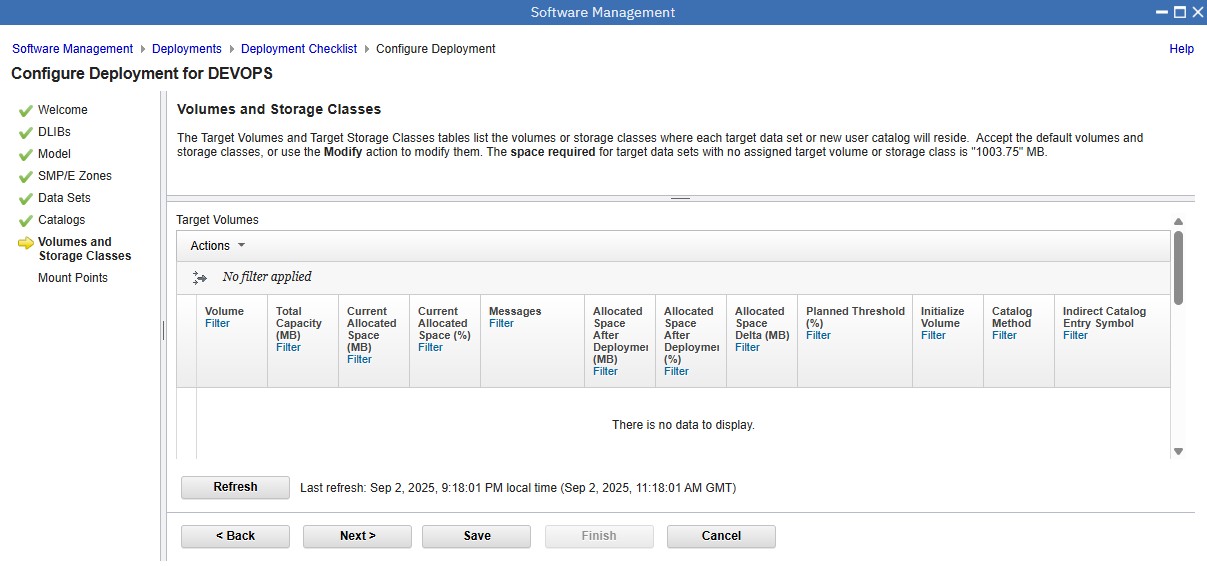 Software Management
Software Management Deployments Deployment Checklist Configure Deployment Help
Configure Deployment for DEVOPS
Welcome
DLIBs
Model
SMP/E Zones
Data Sets
Catalogs
Volumes and
Storage Classes
Mount Points
Volumes and Storage Classes
The Target Volumes and Target Storage Classes tables list the volumes or storage classes where each target data set or new user catalog will reside. Accept the default volumes and
storage classes, or use the Modify action to modify them. The space required for target data sets with no assigned target volume or storage class is "1003.75" MB.
Target Volumes
Actions
No filter applied
Volume
Filter
Total
Capacity
(MB)
Filter
Current
Allocated
Space
(MB)
Filter
Current
Allocated
Space (%)
Filter
Messages
Filter
Allocated
Space
After
Deploymen
(MB)
Filter
Allocated
Space
After
Deploymen
(%)
Filter
Allocated
Space
Delta (MB)
Filter
Planned Threshold
(%)
Filter
Initialize
Volume
Filter
Catalog
Method
Filter
Indirect Catalog
Entry Symbol
Filter
There is no data to display.
Refresh Last refresh: Sep 2, 2025, 9:18:01 PM local time (Sep 2, 2025, 11:18:01 AM GMT)
< Back Next > Save Finish Cancel